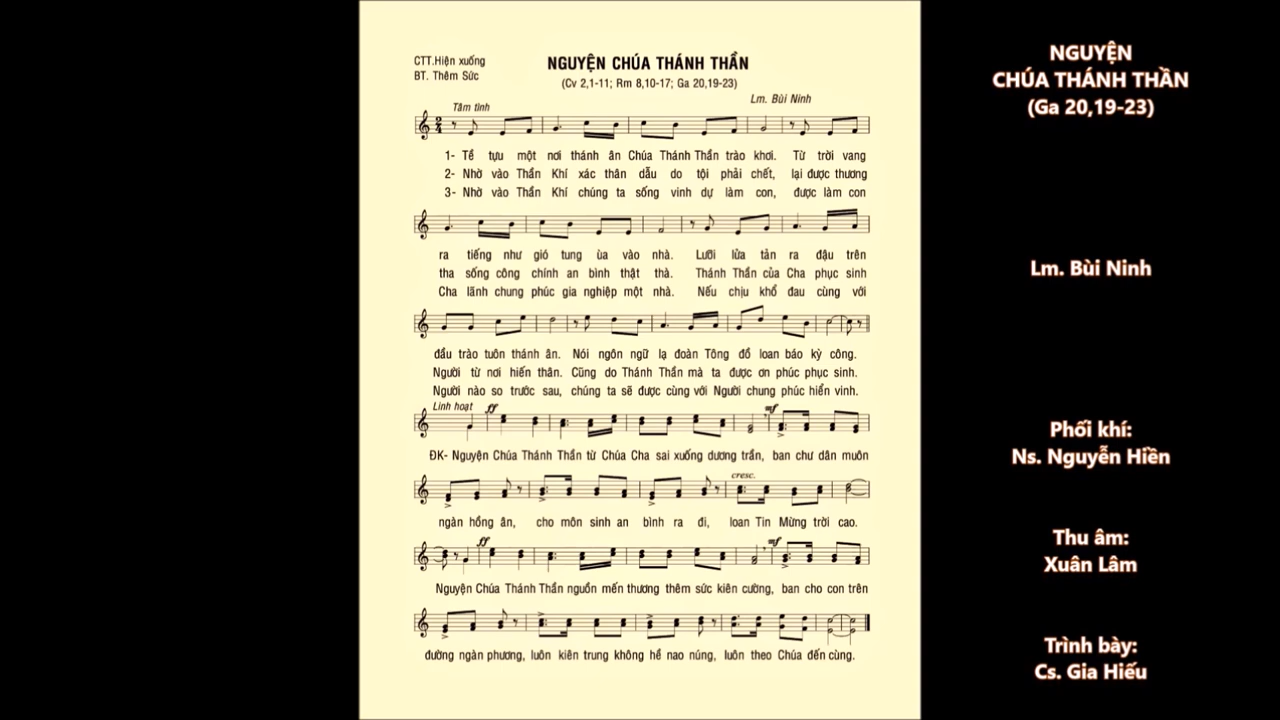 CTT.Hiện xuống
BT. Thêm Sức
NGUYỆN CHÚA THÁNH THẦN
(Cv 2,1-11; Rm 8,10-17; Ga 20,19-23)
Lm. Bùi Ninh
Tâm tình
1- Tề tựu một nơi thánh ân Chúa Thánh Thần trào khơi. Từ trời vang
2- Nhờ vào Thần Khí xác thân dẫu do tội phải chết, lại được thương
3- Nhờ vào Thần Khí chúng ta sống vinh dự làm con, được làm con
ra tiếng như gió tung ùa vào nhà. Lưỡi lửa tản ra đậu trên
tha sống công chính an bình thật thà. Thánh Thần của Cha phục sinh
Cha lãnh chung phúc gia nghiệp một nhà. Nếu chịu khổ đau cùng với
đầu trào tuôn thánh ân. Nói ngôn ngữ lạ đoàn Tông đồ loan báo kỳ công.
Người từ nơi hiến thân. Cũng do Thánh Thần mà ta được ơn phúc phục sinh.
Người nào so trước sau, chúng ta sẽ được cùng với Người chung phúc hiển vinh.
Linh hoạt ff mf
ĐK- Nguyện Chúa Thánh Thần từ Chúa Cha sai xuống dương trần, ban chư dân muôn
cresc.
ngàn hồng ân, cho môn sinh an bình ra đi, loan Tin Mừng trời cao.
ff mf
Nguyện Chúa Thánh Thần nguồn mến thương thêm sức kiên cường, ban cho con trên
đường ngàn phương, luôn kiên trung không hề nao núng, luôn theo Chúa đến cùng.
NGUYỆN
CHÚA THÁNH THẦN
(Ga 20,19-23)
Lm. Bùi Ninh
Phối khí:
Ns. Nguyễn Hiền
Thu âm:
Xuân Lâm
Trình bày:
Cs. Gia Hiếu